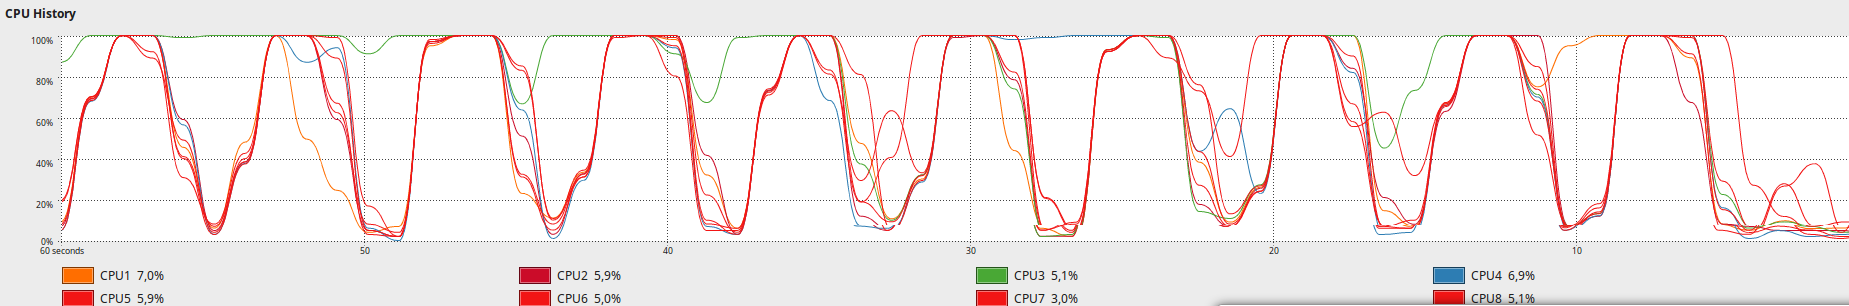 CPU History
100%
80%
60%
40%
20%
0%
60 seconds 50 40 30 20 10
CPU1 7,0% CPU2 5,9% CPU3 5,1% CPU4 6,9%
CPU5 5,9% CPU6 5,0% CPU7 3,0% CPU8 5,1%